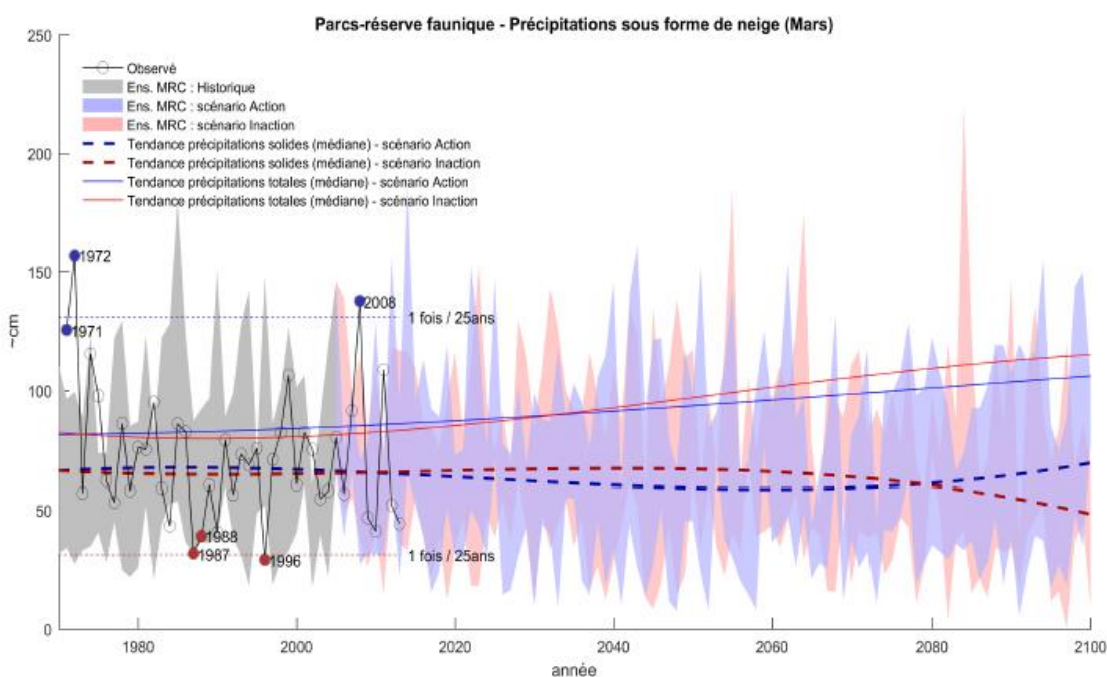 Parcs-réserve faunique - Précipitations sous forme de neige (Mars)
250
200
150
100
50
0
~cm
Observé
Ens. MRC : Historique
Ens. MRC : scénario Action
Ens. MRC : scénario Inaction
Tendance précipitations solides (médiane) - scénario Action
Tendance précipitations solides (médiane) - scénario Inaction
Tendance précipitations totales (médiane) - scénario Action
Tendance précipitations totales (médiane) - scénario Inaction
1972
1971
2008
1 fois / 25ans
1988
1987
1996
1 fois / 25ans
1980 2000 2020 2040 2060 2080 2100
année